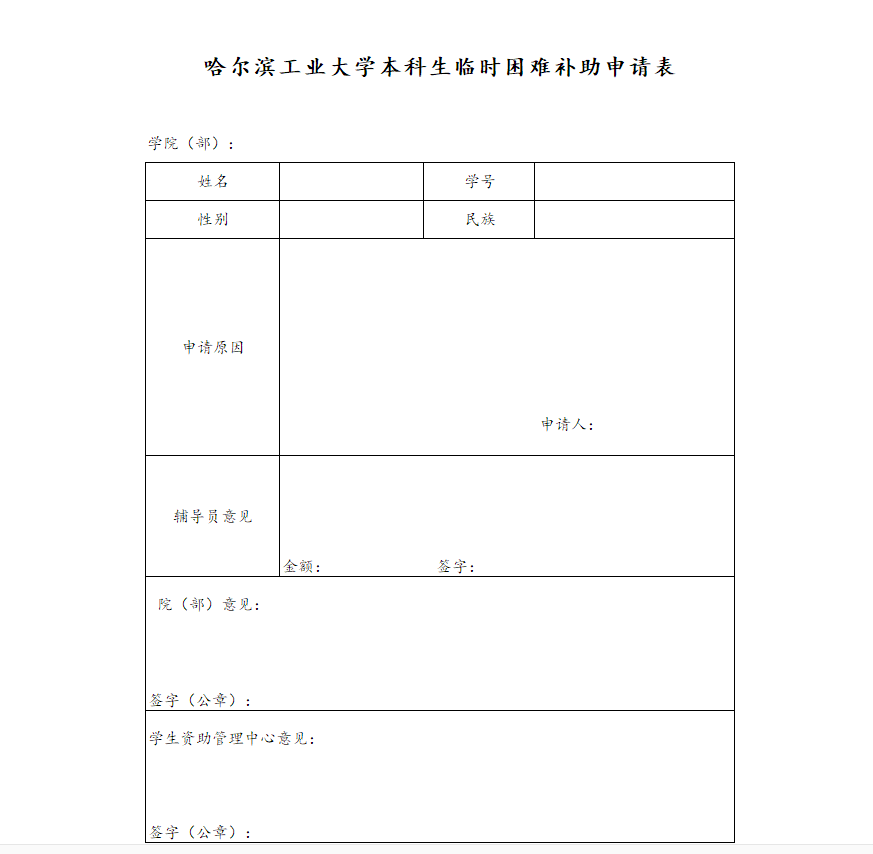 哈尔滨工业大学本科生临时困难补助申请表
学院（部）：
姓名 学号
性别 民族
申请原因
申请人：
辅导员意见
金额： 签字：
院（部）意见：
签字（公章）：
学生资助管理中心意见：
签字（公章）：